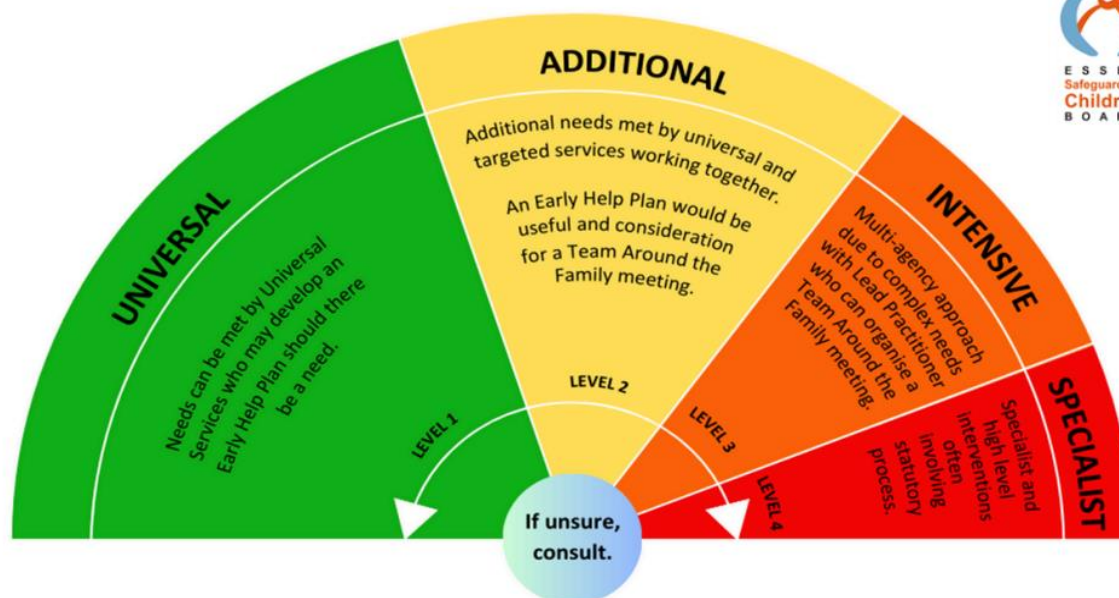 UNIVERSAL
Needs can be met by Universal
Services who may develop an
Early Help Plan should there
be a need.
LEVEL 1
ADDITIONAL
Additional needs met by universal and
targeted services working together.
An Early Help Plan would be
useful and consideration
for a Team Around the
Family meeting.
LEVEL 2
INTENSIVE
Multi-agency approach
due to complex needs
with Lead Practitioner
who can organise a
Team Around the
Family meeting.
LEVEL 3
SPECIALIST
Specialist and
high level
interventions
often
involving
statutory
process.
LEVEL 4
If unsure,
consult.